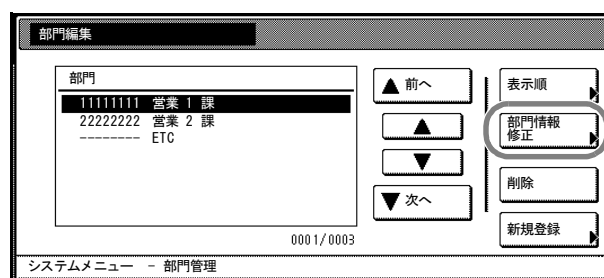 部門編集
部門
11111111 営業 1 課
22222222 営業 2 課
-------- ETC
0001/0003
前へ
次へ
表示順
部門情報
修正
削除
新規登録
システムメニュー - 部門管理